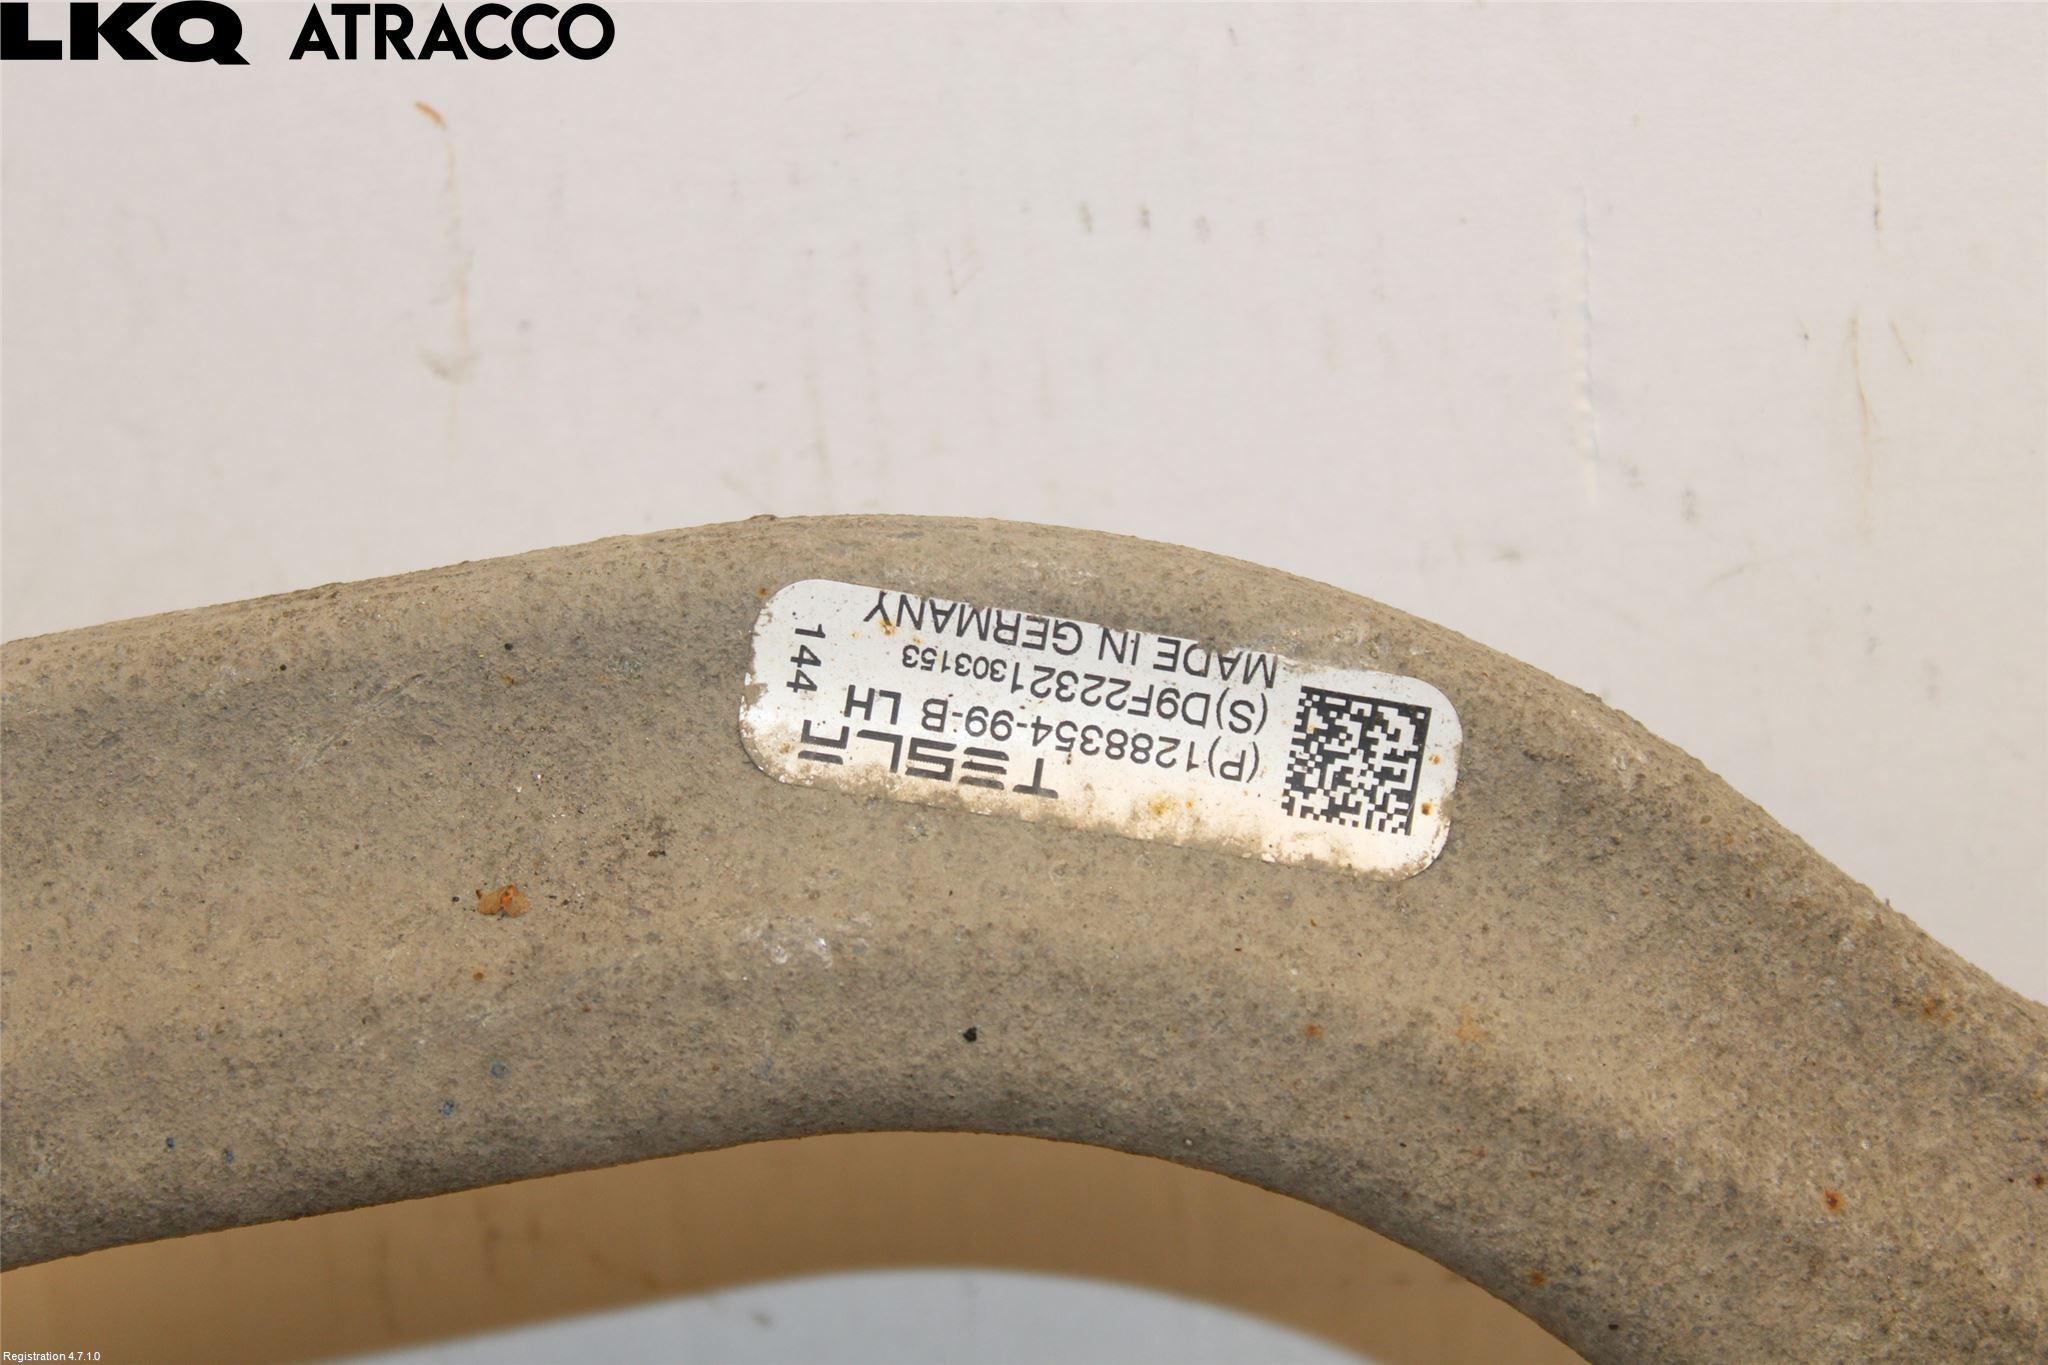 LKQ ATRACCO
TESLA
(P)1288354-99-B LH
(S)D9F22321303153
MADE IN GERMANY
144
Registration 4.7.1.0